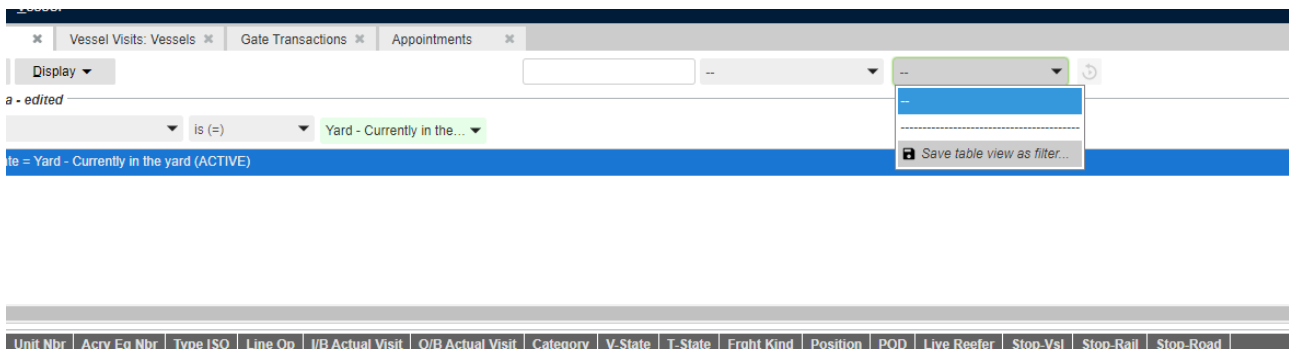 Vessel
Vessel Visits: Vessels
Gate Transactions
Appointments
Display
--
--
a - edited
is (=)
Yard - Currently in the...
--
----------------------------------------
Save table view as filter...
te = Yard - Currently in the yard (ACTIVE)
Unit Nbr Acry Eq Nbr Type ISO Line Op I/B Actual Visit O/B Actual Visit Category V-State T-State Frght Kind Position POD Live Reefer Stop-Vsl Stop-Rail Stop-Road